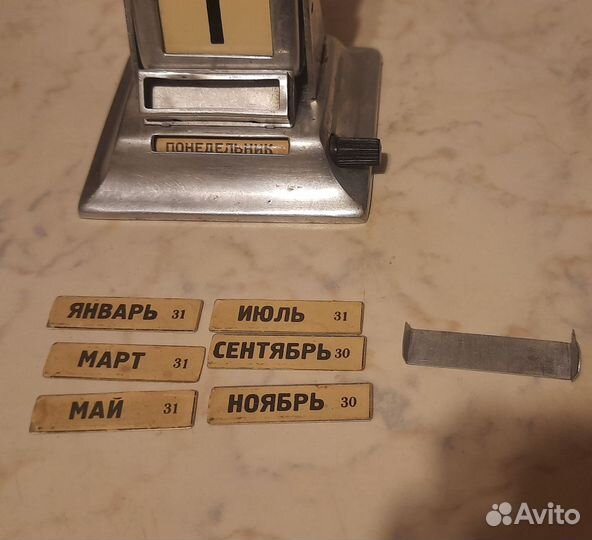 ПОНЕДЕЛЬНИК
ЯНВАРЬ 31
ИЮЛЬ 31
МАРТ 31
СЕНТЯБРЬ 30
МАЙ 31
НОЯБРЬ 30
Avito